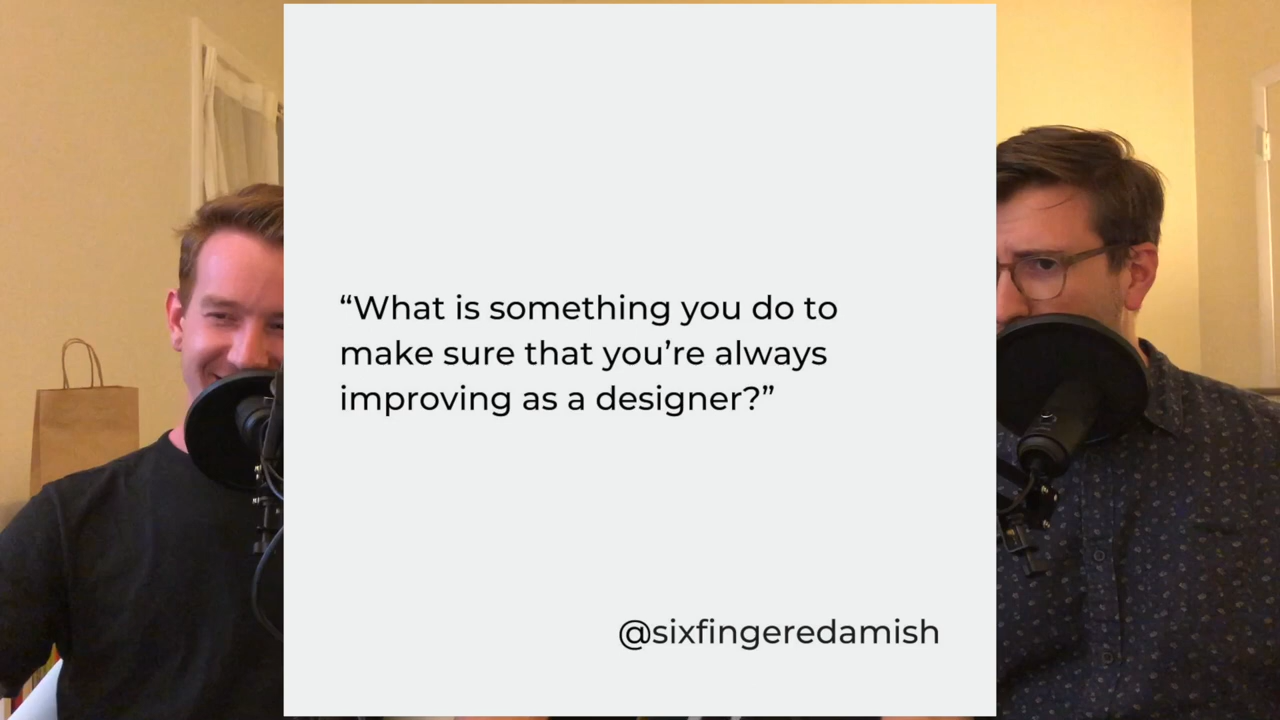 “What is something you do to
make sure that you’re always
improving as a designer?”
@sixfingeredamish